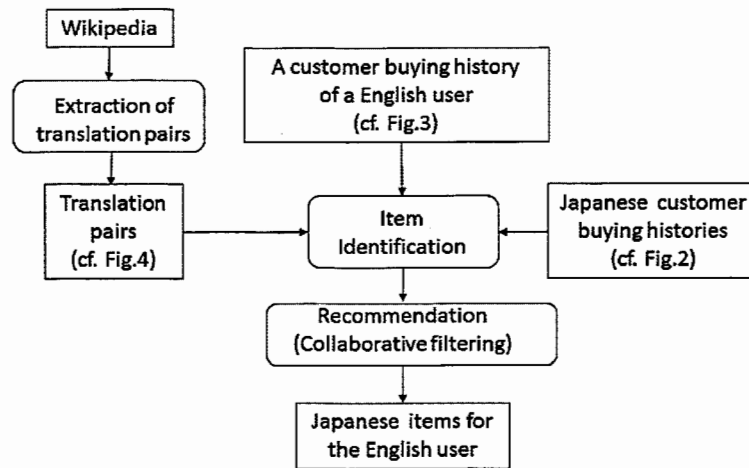 Wikipedia
Extraction of
translation pairs
Translation
pairs
(cf. Fig.4)
A customer buying history
of a English user
(cf. Fig.3)
Item
Identification
Japanese customer
buying histories
(cf. Fig.2)
Recommendation
(Collaborative filtering)
Japanese items for
the English user